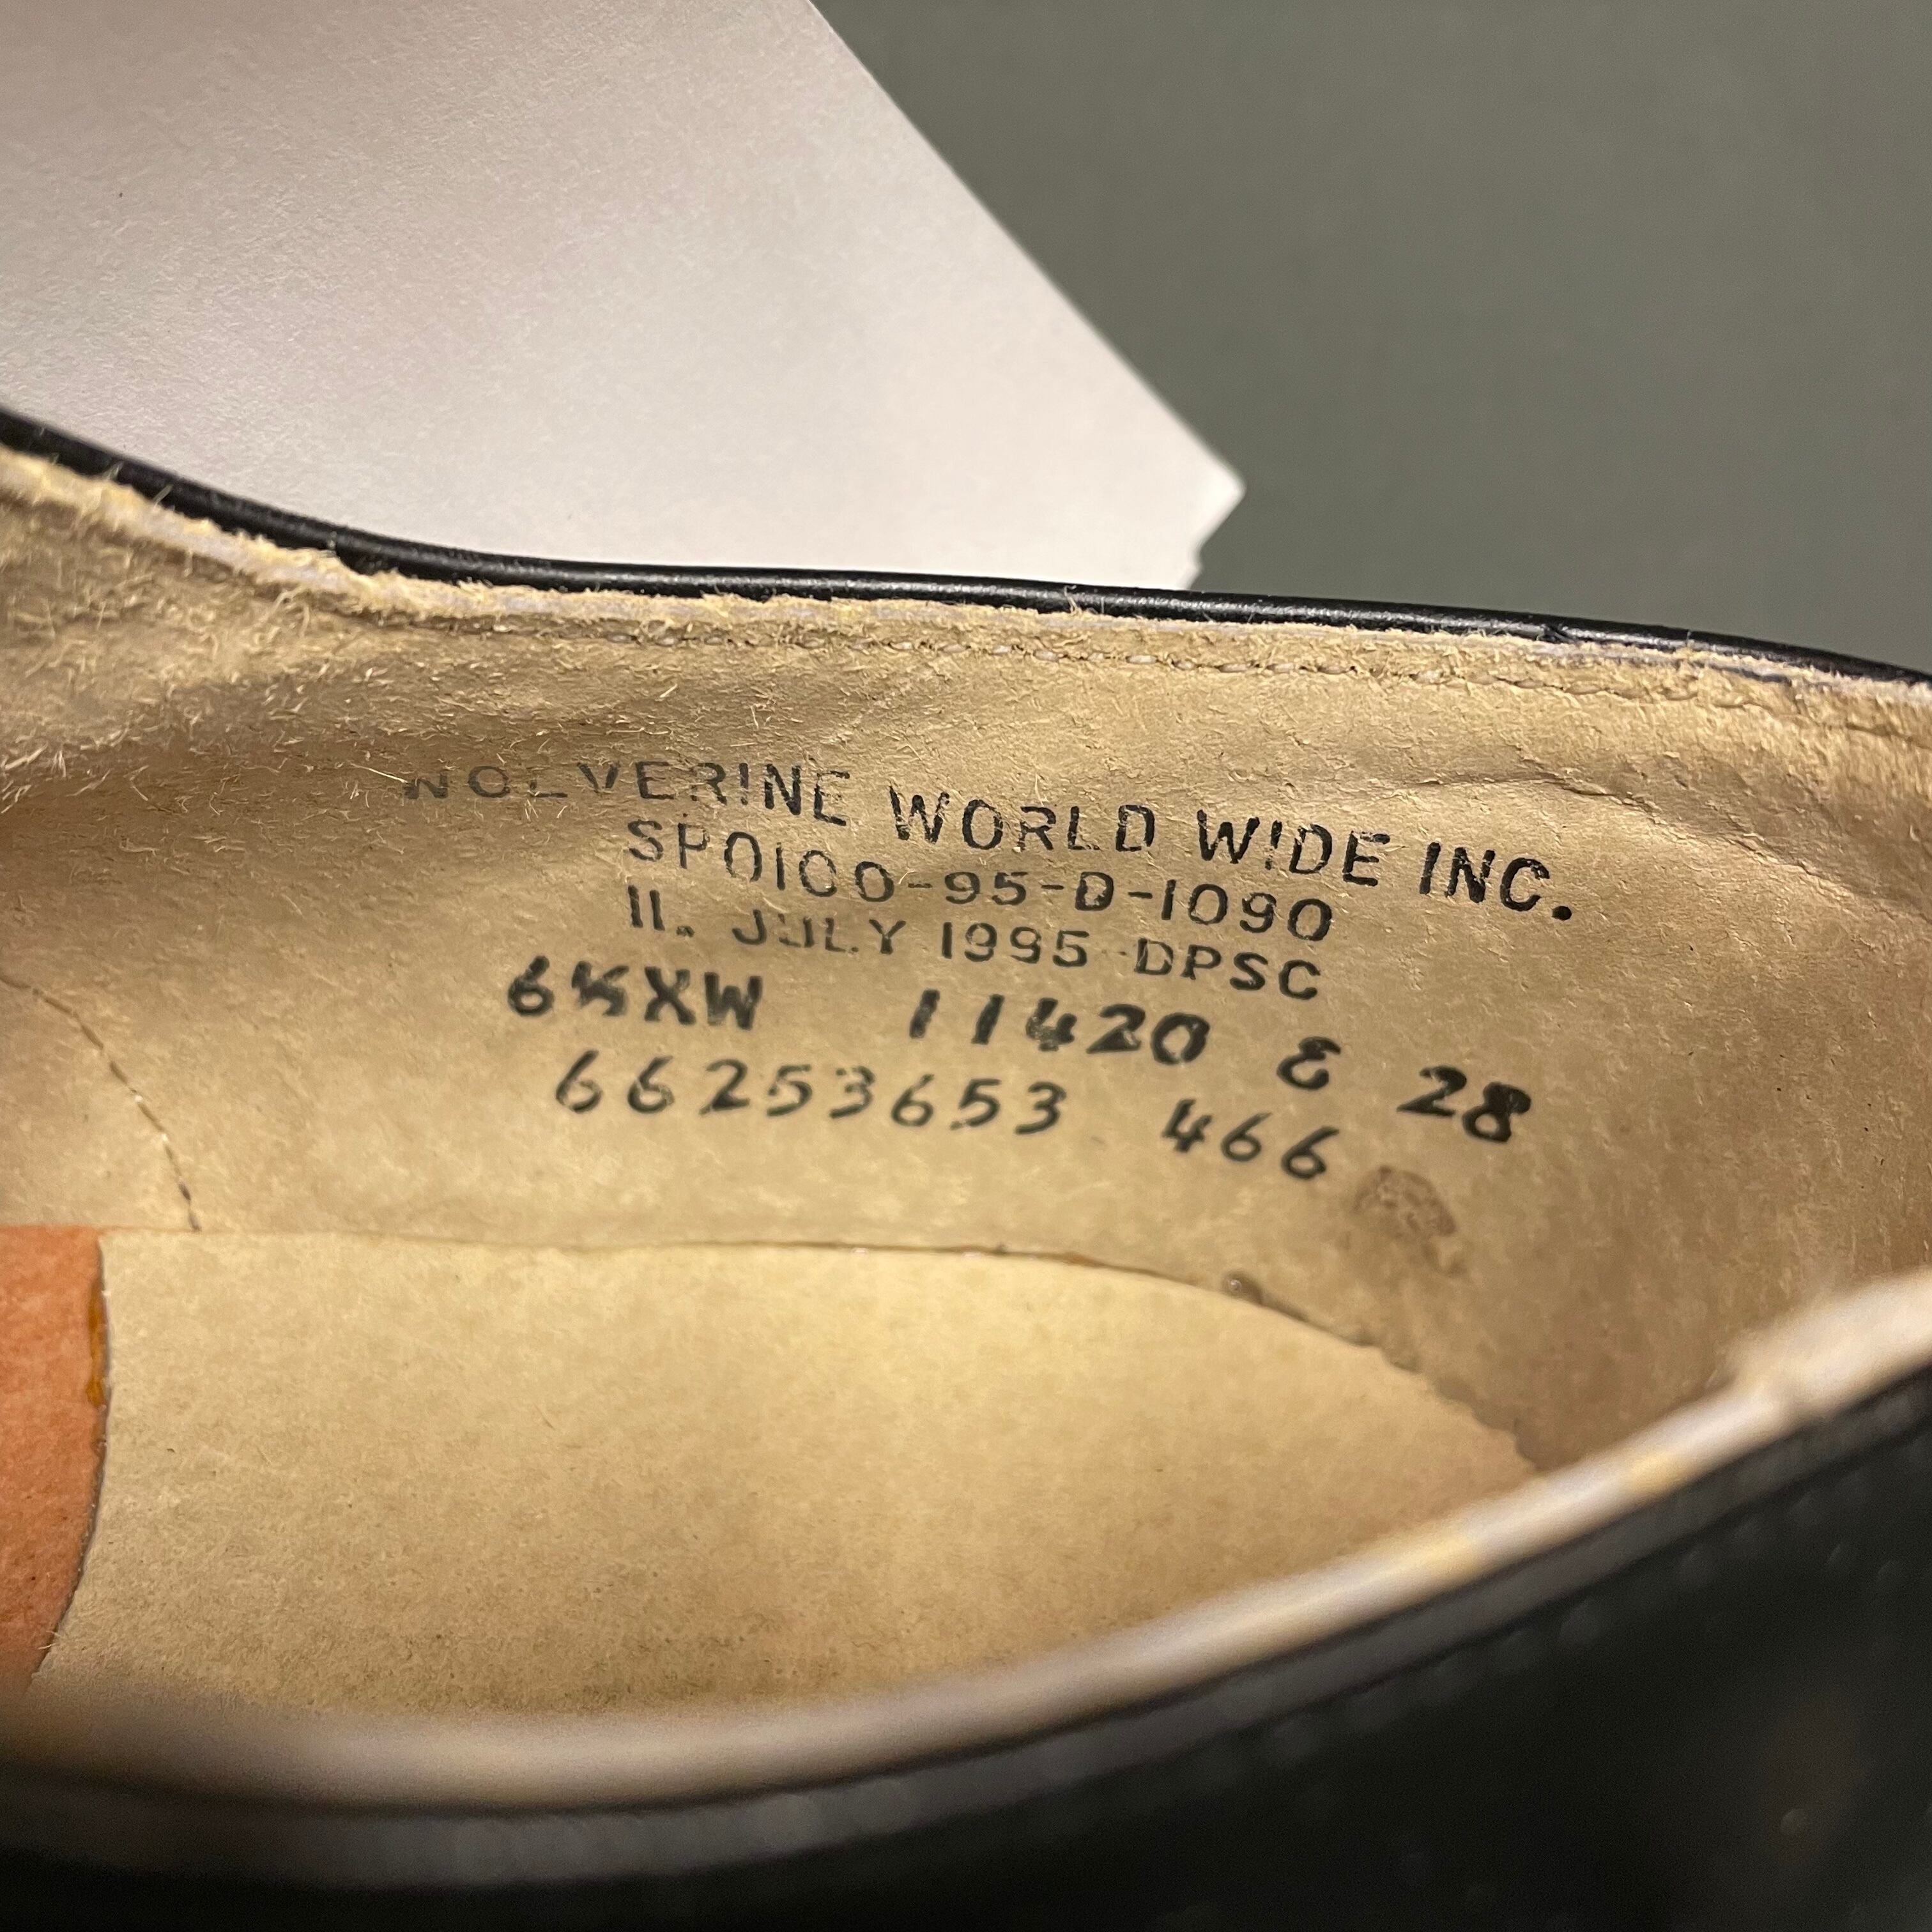 WOLVERINE WORLD WIDE INC.
SP0100-95-D-1090
11. JULY 1995 DPSC
6½XW 11420 E 28
66253653 466